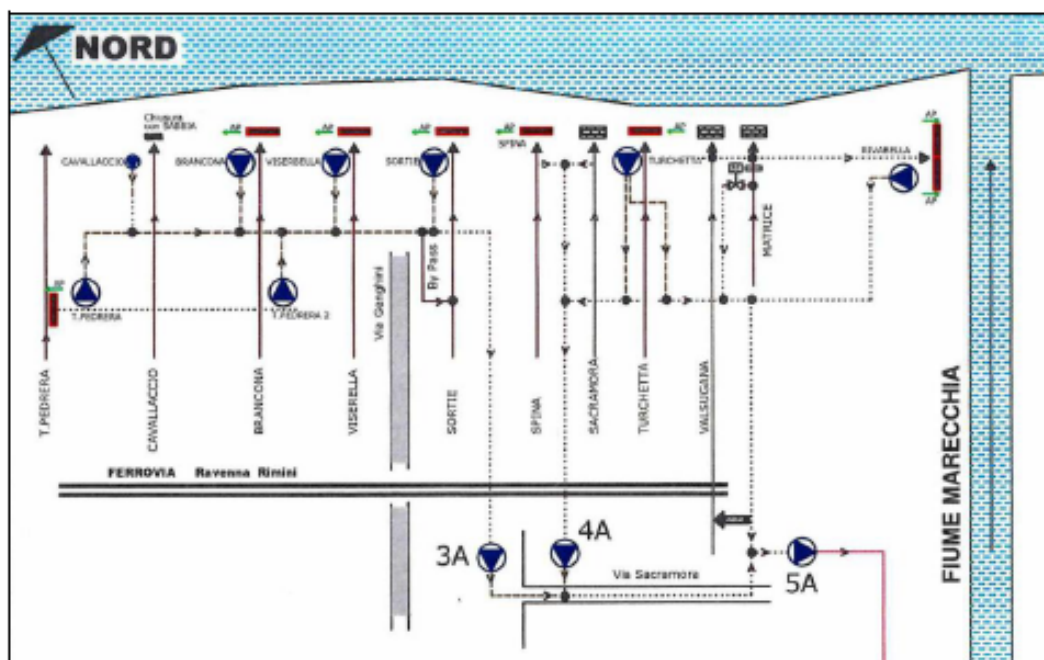 NORD
Chiusura
con SABBIA
AP
AP
AP
AP
SPINA
AP
AP
CAVALLACCIO
BRANCONA
VISERBELLA
SORTIE
TURCHETTA
RIVABELLA
AP
MATRICE
By Pass
Via Genghini
AP
T.PEDRERA
T.PEDRERA 2
T.PEDRERA
CAVALLACCIO
BRANCONA
VISERELLA
SORTIE
SPINA
SACRAMORA
TURCHETTA
VALSUGANA
FERROVIA Ravenna Rimini
FIUME MARECCHIA
3A
4A
5A
Via Sacramora